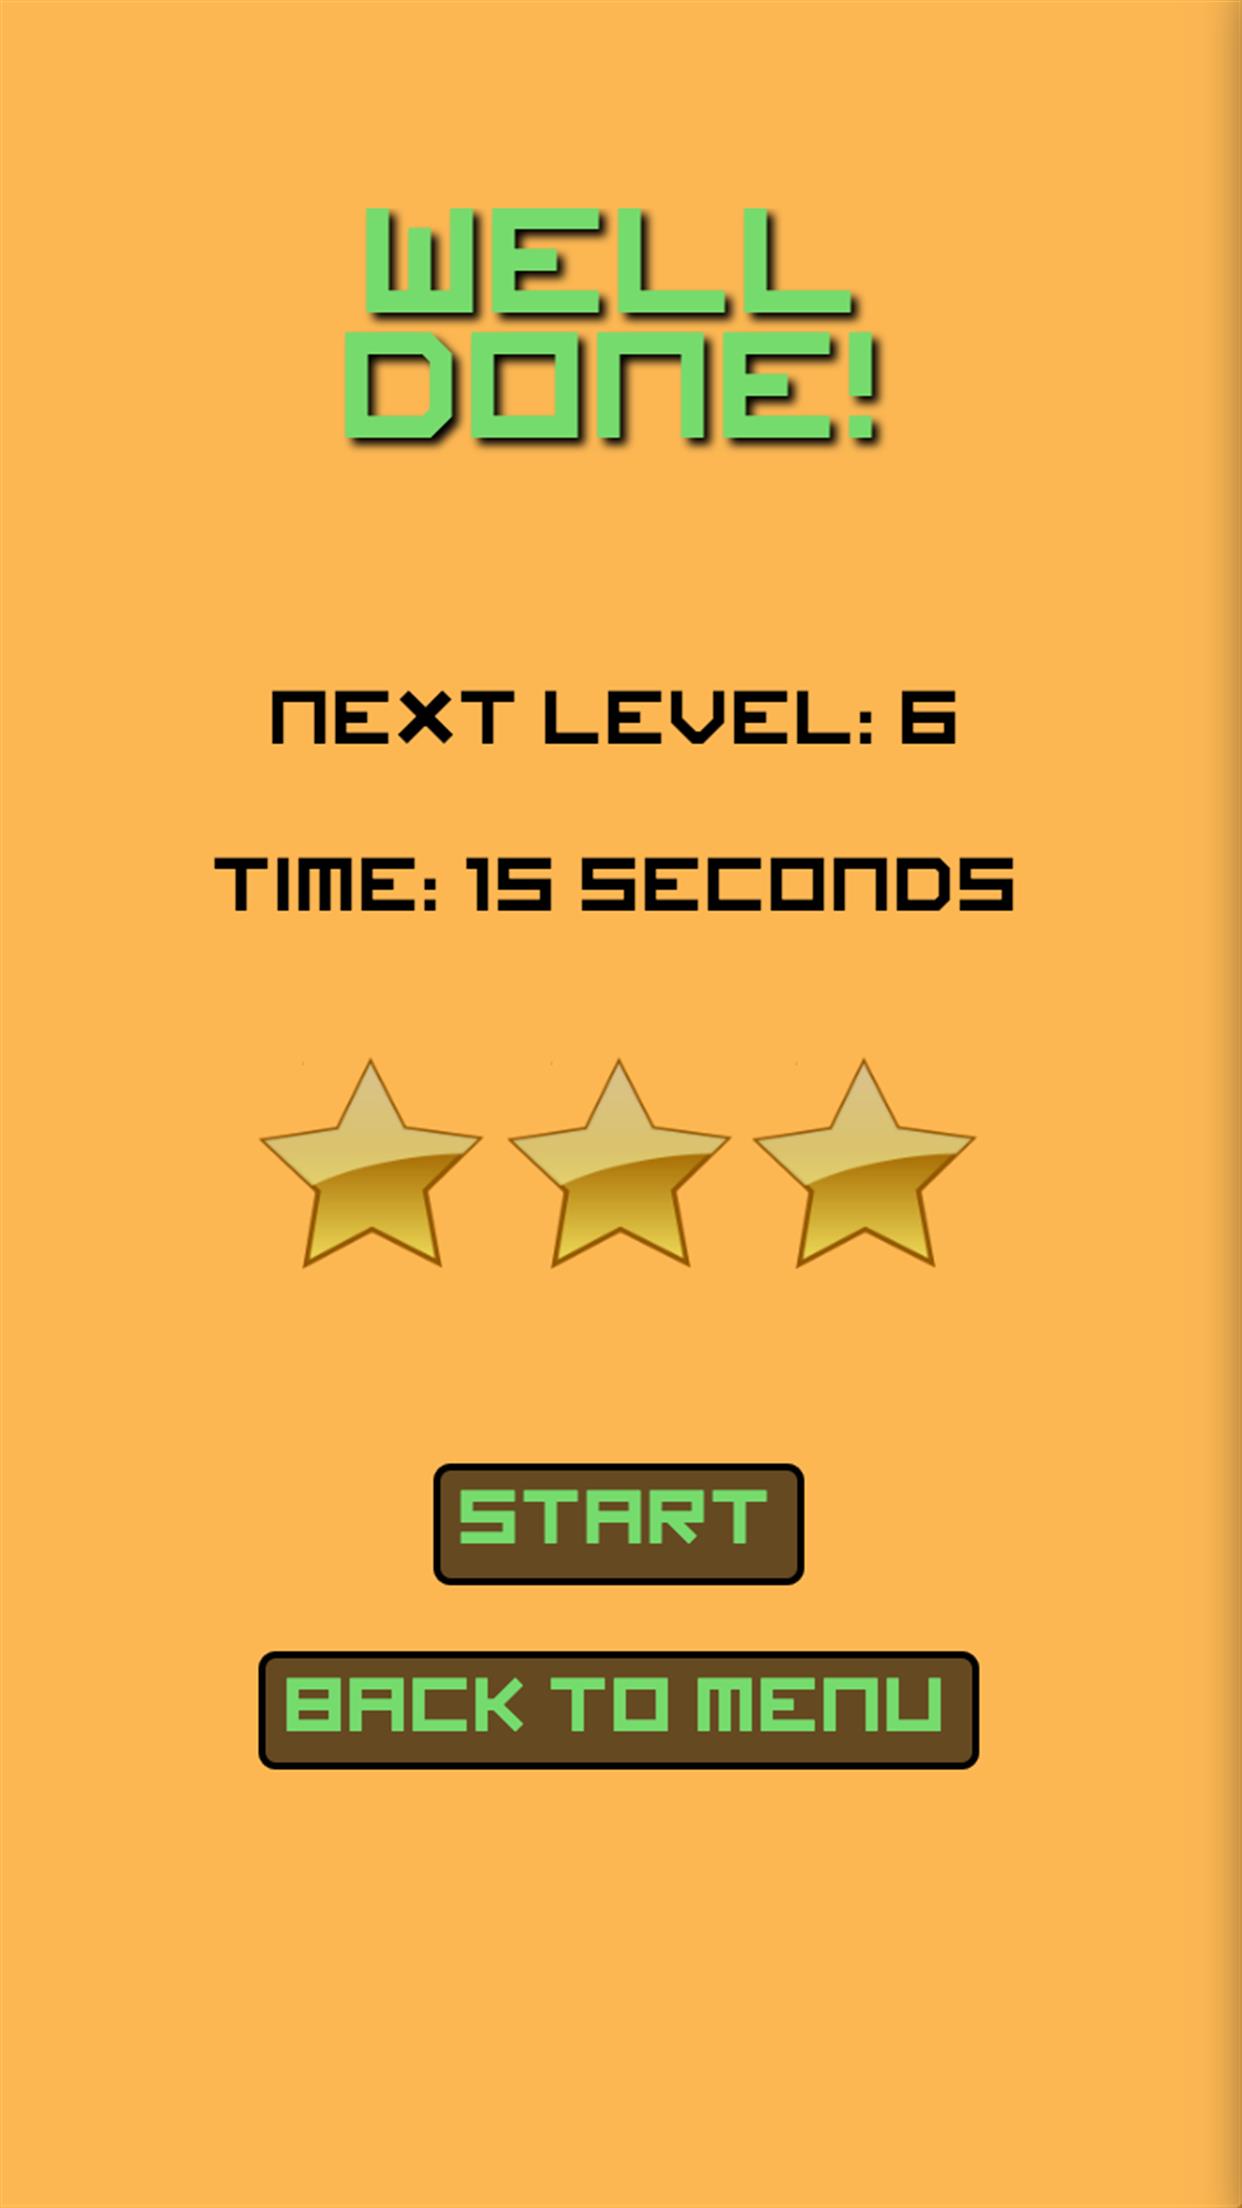 WELL
DONE!
NEXT LEVEL: 6
TIME: 15 SECONDS
START
BACK TO MENU